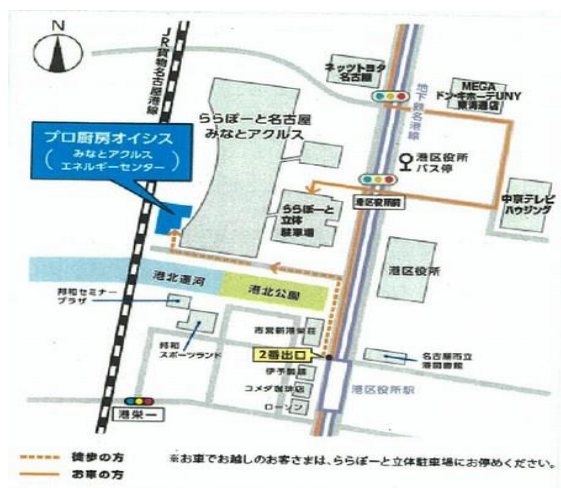 N
JR貨物名古屋港線
ネッツトヨタ
名古屋
地下鉄名港線
MEGA
ドン・キホーテUNY
東海通店
ららぽーと名古屋
みなとアクルス
プロ厨房オイシス
(みなとアクルス
エネルギーセンター)
港区役所
バス停
港区役所前
中京テレビ
ハウジング
ららぽーと
立体
駐車場
港区役所
港北運河
港北公園
邦和セミナー
プラザ
邦和
スポーツランド
市営朝港栄荘
2番出口
伊予製麺
コメダ珈琲店
ローソン
名古屋市立
港図書館
港区役所駅
港栄一
徒歩の方
お車の方
※お車でお越しのお客さまは、ららぽーと立体駐車場にお停めください。